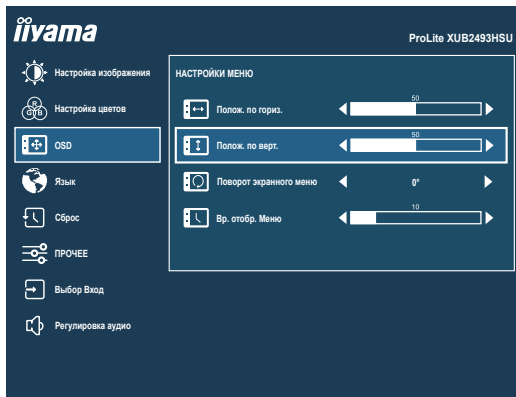 iiyama
ProLite XUB2493HSU
Настройка изображения
Настройка цветов
R
G B
OSD
Язык
Сброс
ПРОЧЕЕ
Выбор Вход
Регулировка аудио
НАСТРОЙКИ МЕНЮ
Полож. по гориз.
50
Полож. по верт.
50
Поворот экранного меню
0°
Вр. отобр. Меню
10